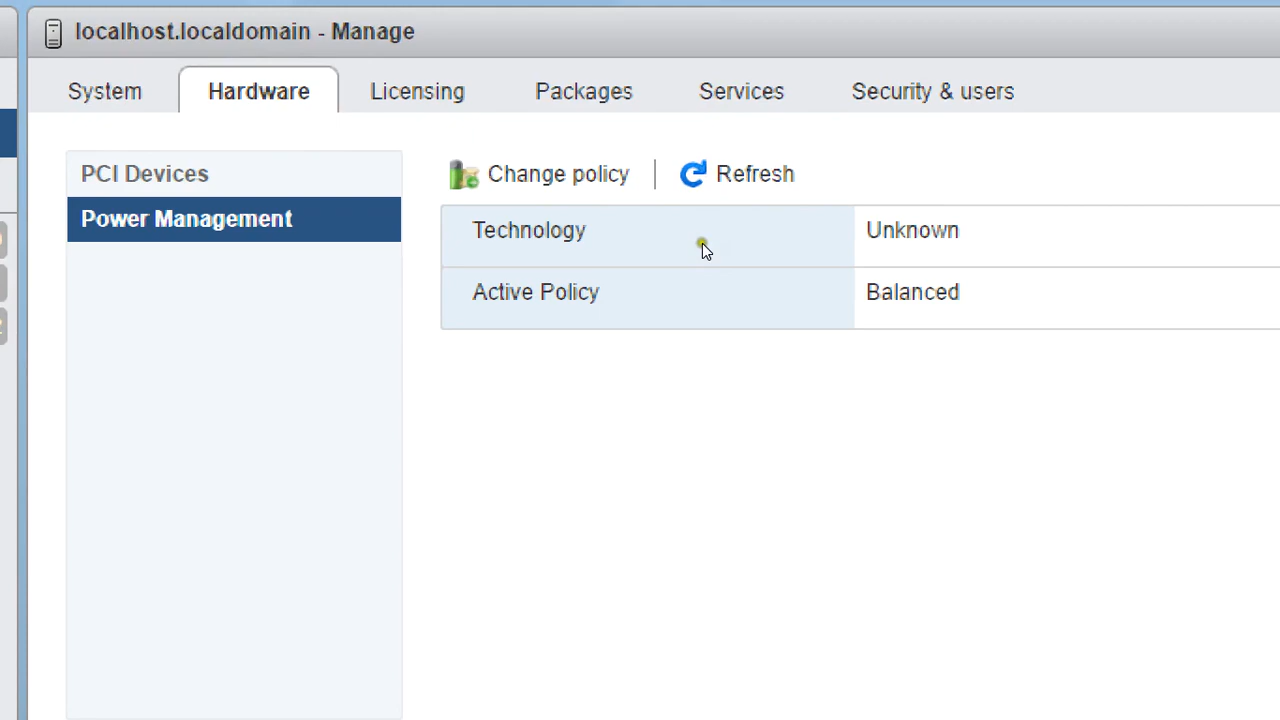 localhost.localdomain - Manage
System Hardware Licensing Packages Services Security & users
PCI Devices
Power Management
Change policy | Refresh
Technology Unknown
Active Policy Balanced